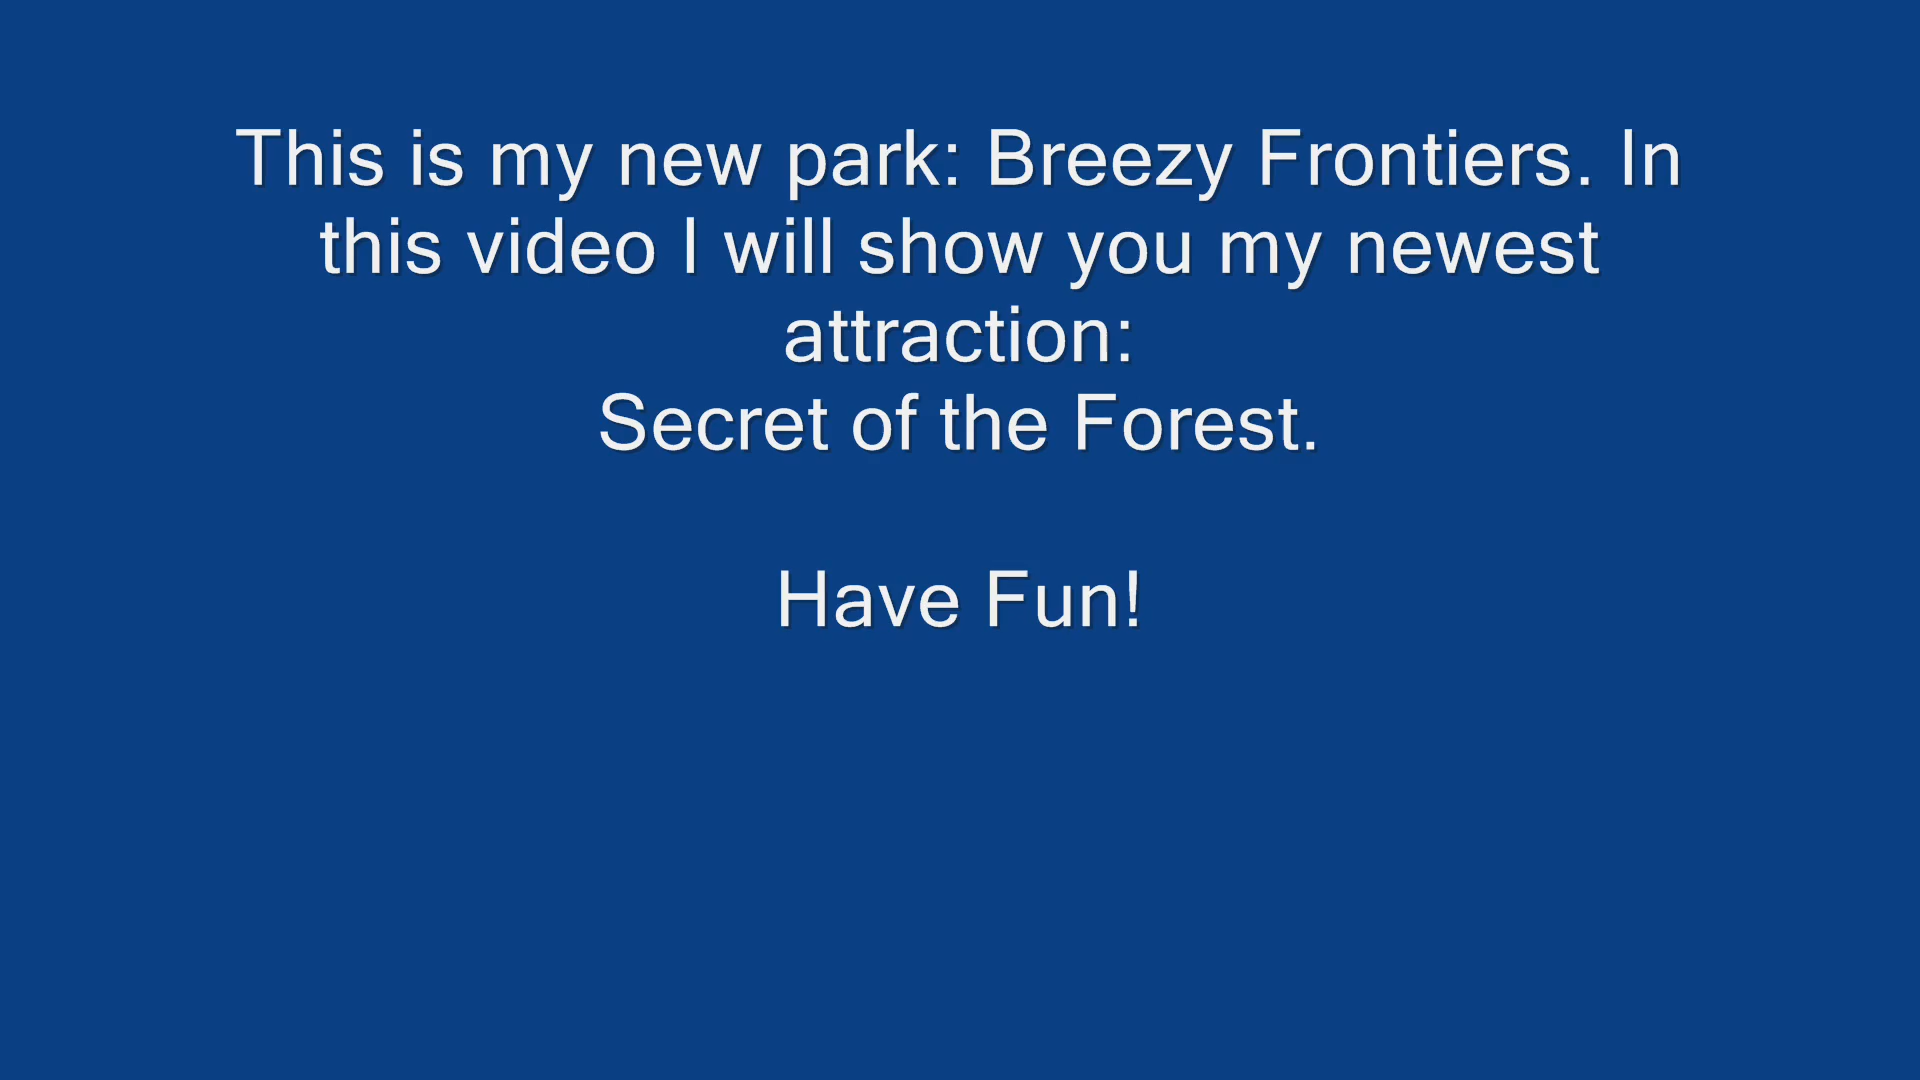 This is my new park: Breezy Frontiers. In
this video I will show you my newest
attraction:
Secret of the Forest.
Have Fun!